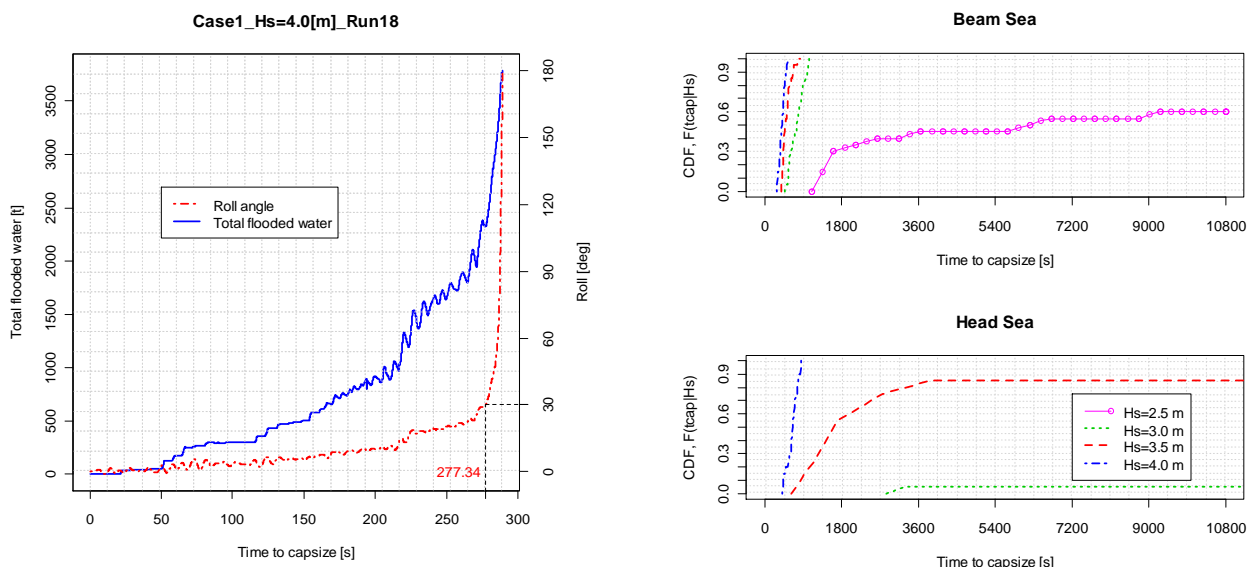 Case1_Hs=4.0[m]_Run18
Total flooded water [t]
0
500
1000
1500
2000
2500
3000
3500
Roll angle
Total flooded water
277.34
0
30
60
90
120
150
180
Roll [deg]
0
50
100
150
200
250
300
Time to capsize [s]
Beam Sea
CDF, F(tcap|Hs)
0.0
0.3
0.6
0.9
0
1800
3600
5400
7200
9000
10800
Time to capsize [s]
Head Sea
CDF, F(tcap|Hs)
0.0
0.3
0.6
0.9
Hs=2.5 m
Hs=3.0 m
Hs=3.5 m
Hs=4.0 m
0
1800
3600
5400
7200
9000
10800
Time to capsize [s]